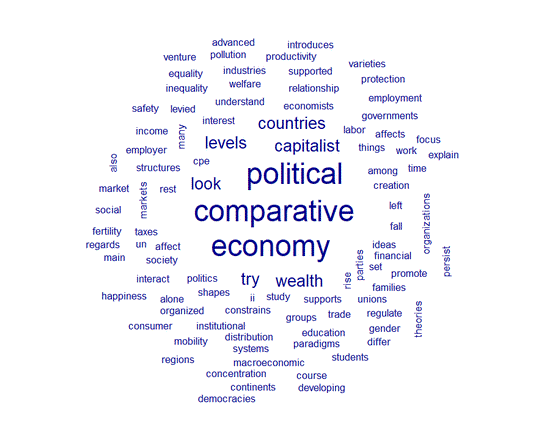 advanced introduces
venture pollution productivity
equality industries supported varieties
inequality welfare relationship protection
safety levied understand economists employment
interest countries governments
income many levels capitalist labor affects focus
employer things work explain
also structures cpe political among time
market markets rest look creation
social comparative left organizations
fertility taxes fall
regards un affect economy ideas persist
main society parties financial
interact politics try wealth rise set promote
happiness alone shapes ii study supports unions families
organized constrains groups trade regulate theories
consumer institutional education gender
mobility distribution paradigms differ
regions systems macroeconomic students
concentration course
continents developing
democracies